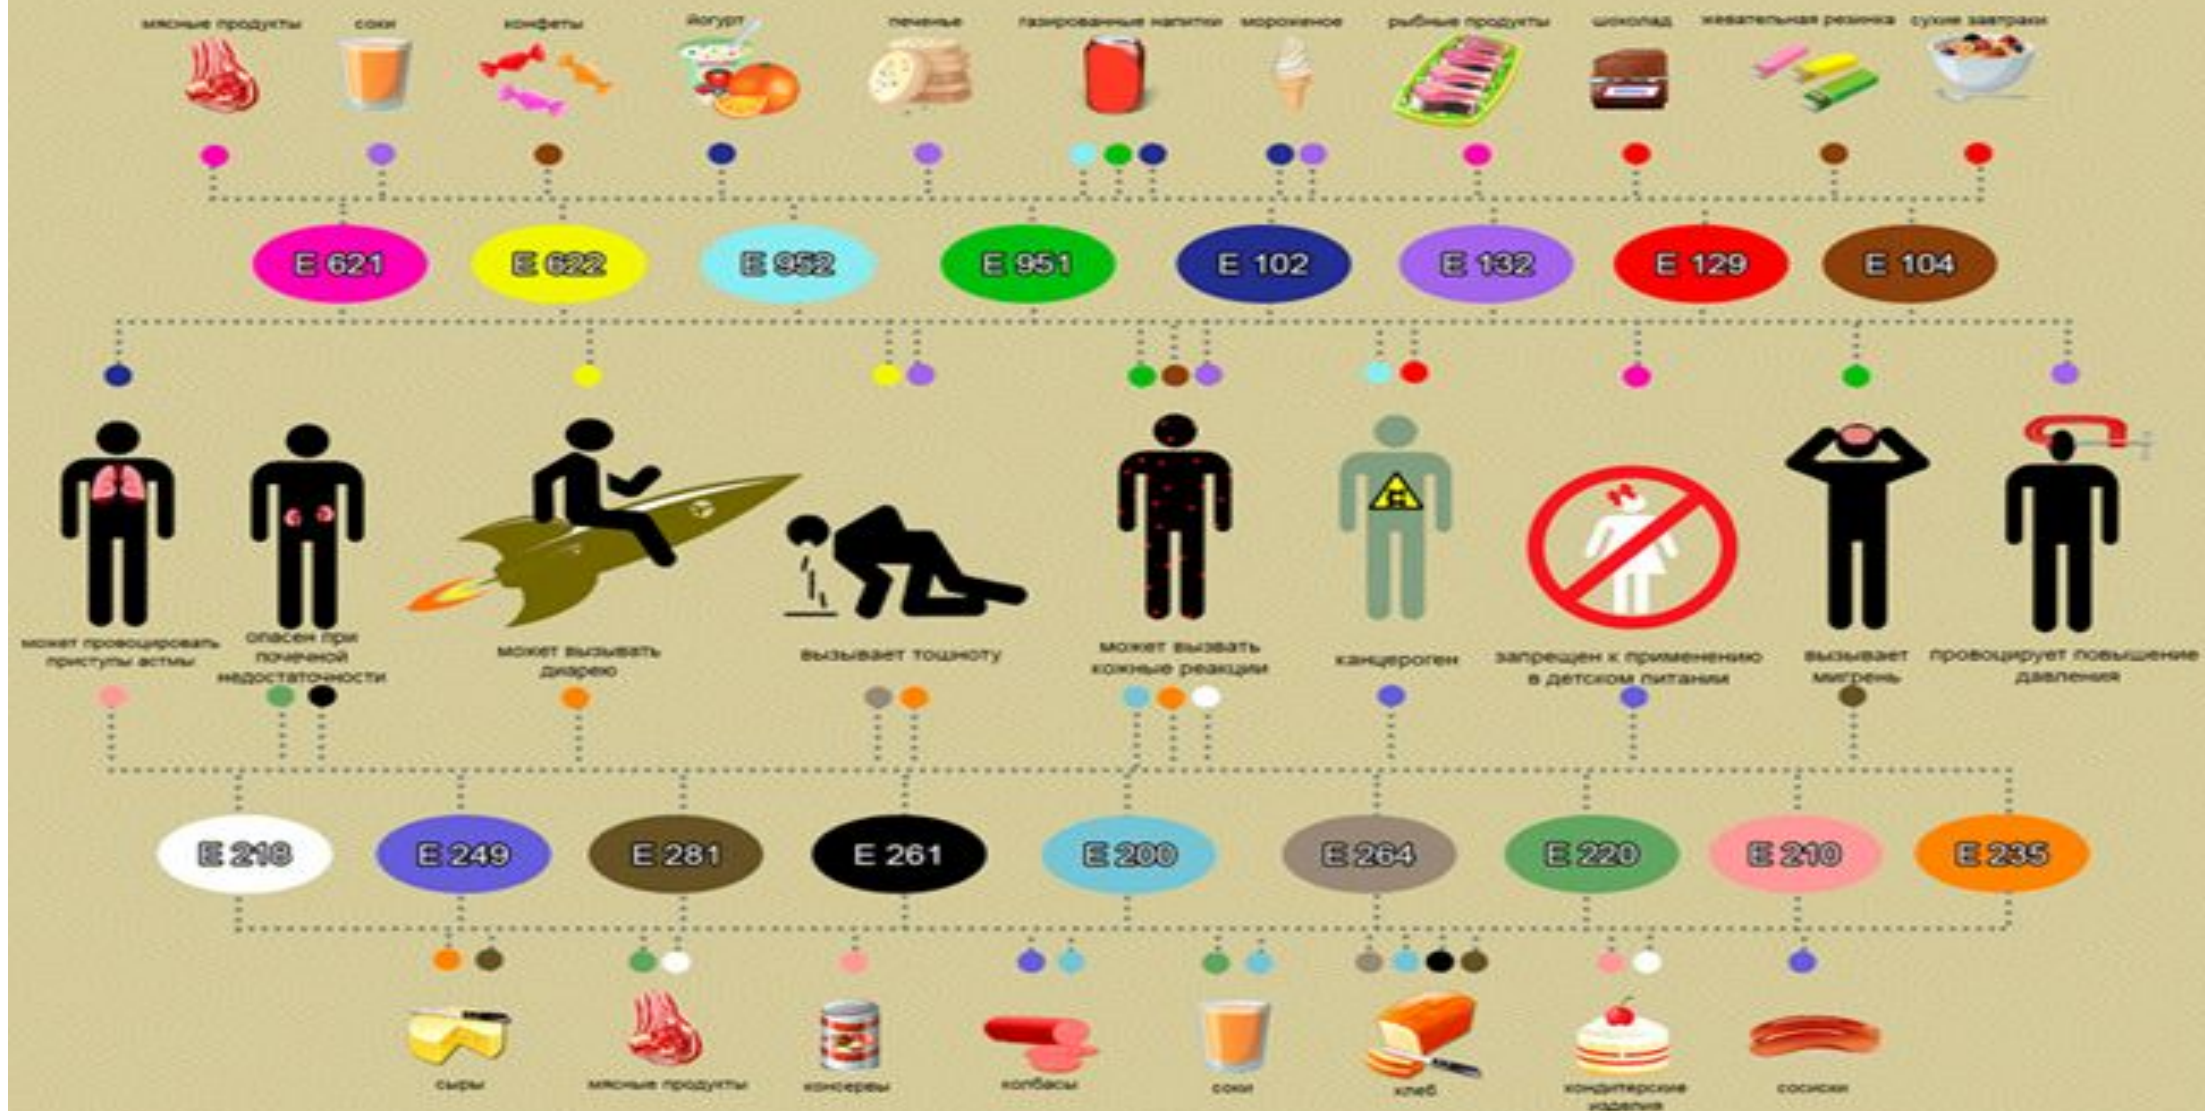 мясные продукты
соки
конфеты
йогурт
печенье
газированные напитки
мороженое
рыбные продукты
шоколад
жевательная резинка
сухие завтраки
E 621
E 622
E 952
E 951
E 102
E 132
E 129
E 104
может провоцировать
приступы астмы
опасен при
почечной
недостаточности
может вызывать
диарею
вызывает тошноту
может вызвать
кожные реакции
канцероген
запрещен к применению
в детском питании
вызывает
мигрень
провоцирует повышение
давления
E 218
E 249
E 281
E 261
E 200
E 264
E 220
E 210
E 235
сыры
мясные продукты
консервы
колбасы
соки
хлеб
кондитерские
изделия
сосиски